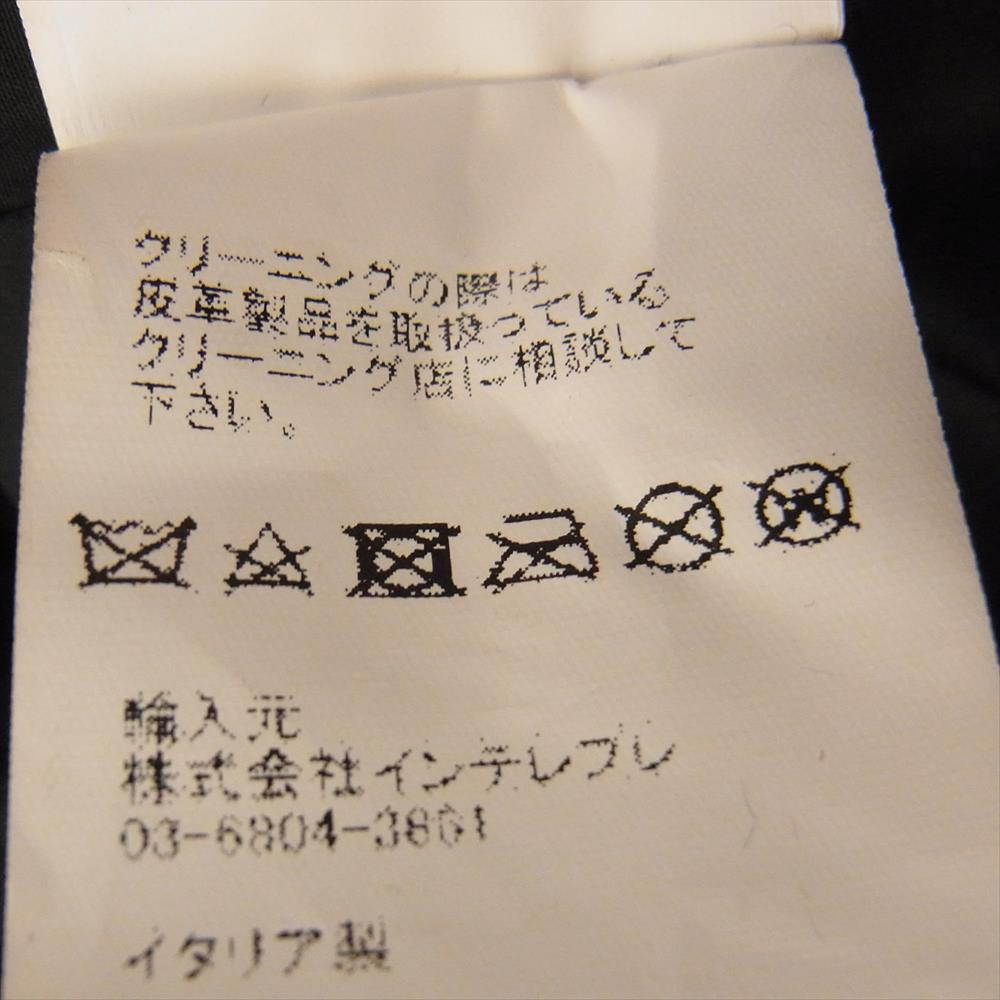 クリーニングの際は
皮革製品を取扱っている
クリーニング店に相談して
下さい。
輸入元
株式会社インテレプレ
03-6804-3861
イタリア製